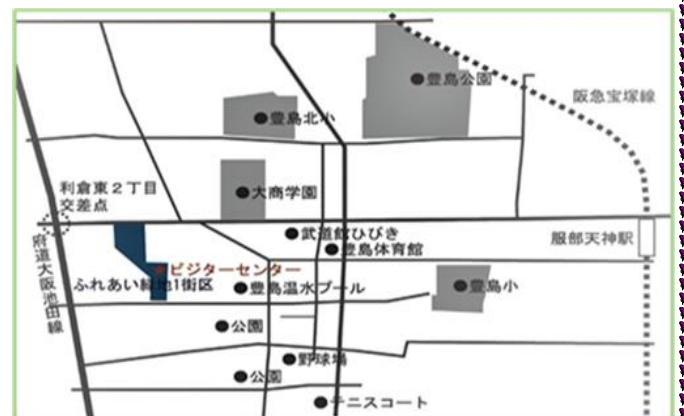 豊島公園
阪急宝塚線
豊島北小
利倉東2丁目
交差点
大商学園
武道館ひびき
豊島体育館
服部天神駅
府道大阪池田線
ビジターセンター
ふれあい緑地1街区
豊島温水プール
豊島小
公園
野球場
公園
テニスコート